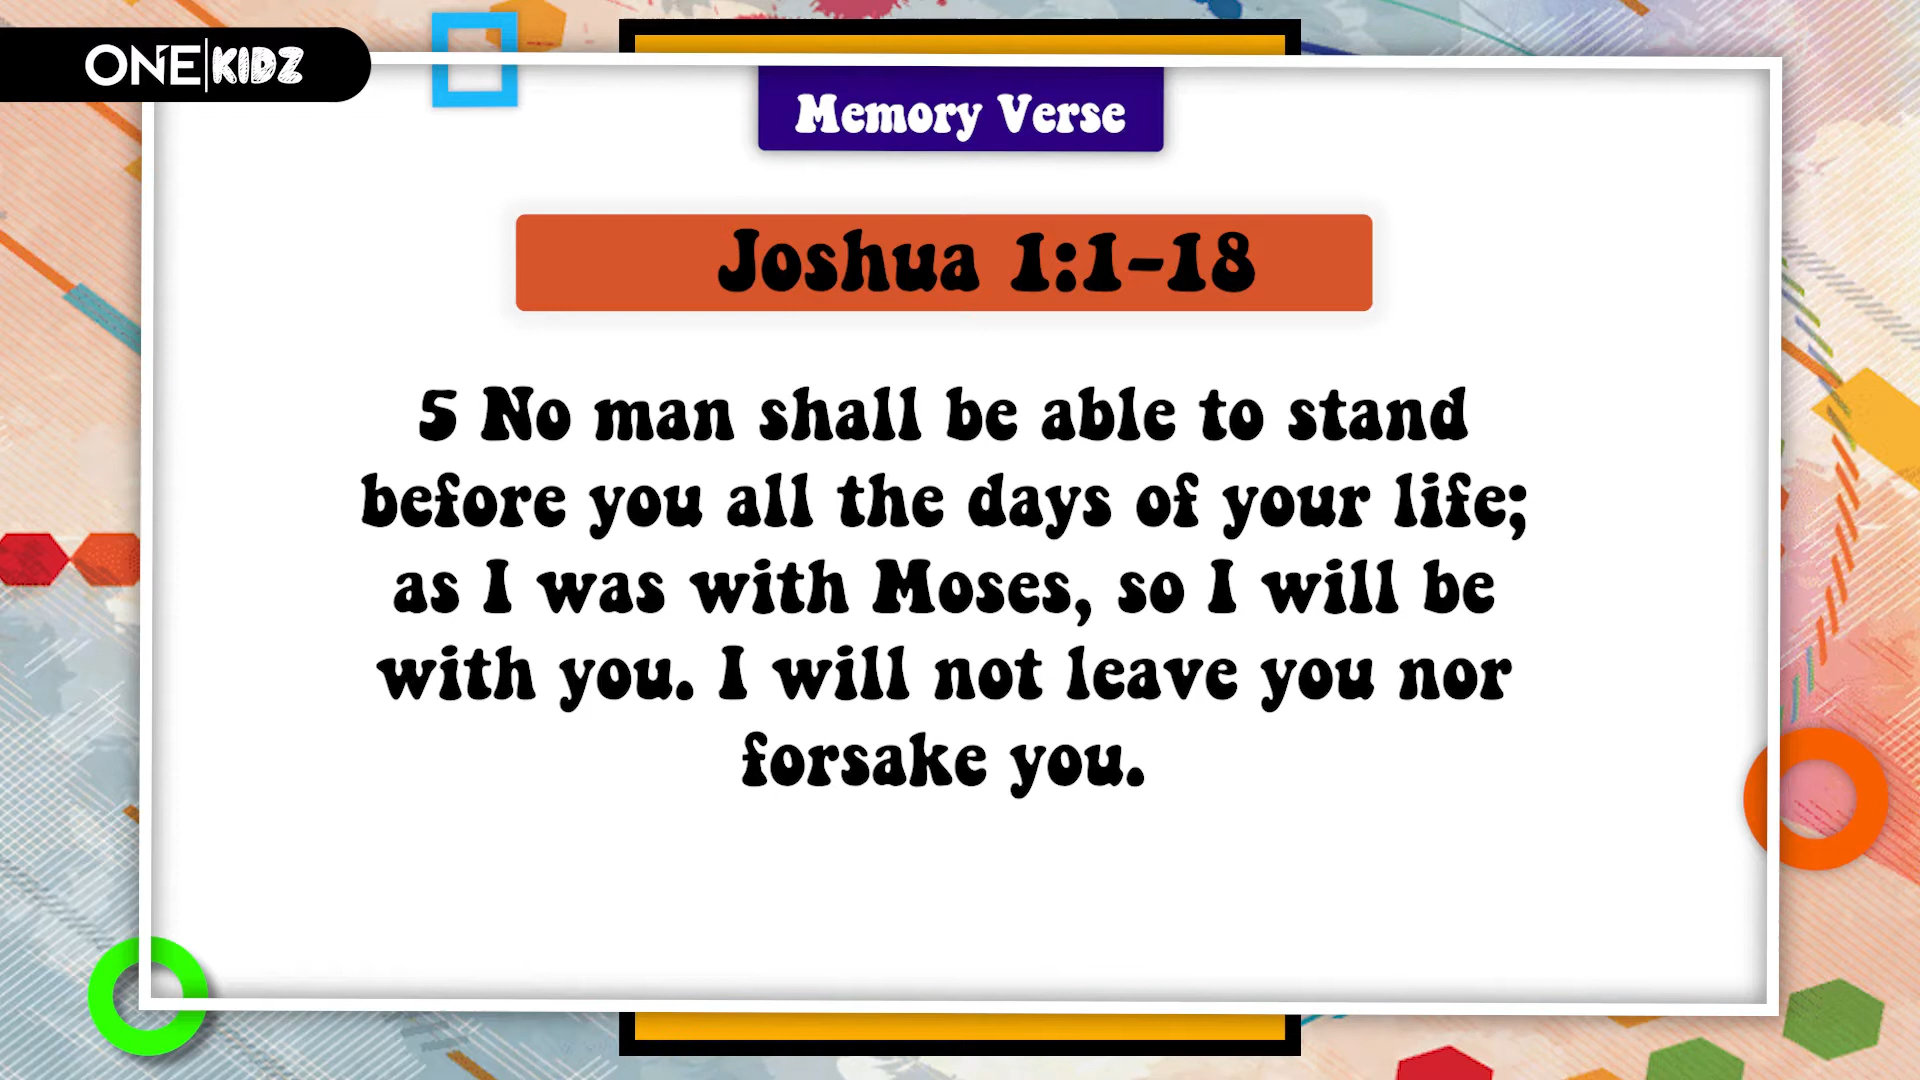 ONE|KIDZ
Memory Verse
Joshua 1:1-18
5 No man shall be able to stand
before you all the days of your life;
as I was with Moses, so I will be
with you. I will not leave you nor
forsake you.